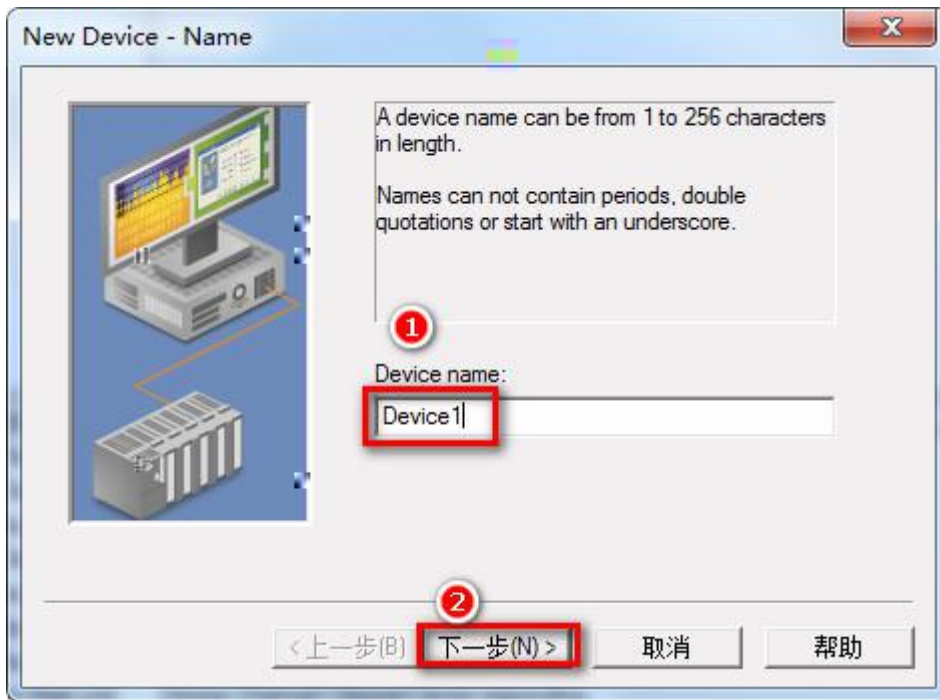 New Device - Name
A device name can be from 1 to 256 characters
in length.
Names can not contain periods, double
quotations or start with an underscore.
1
Device name:
Device1
2
<上一步(B) 下一步(N) > 取消 帮助